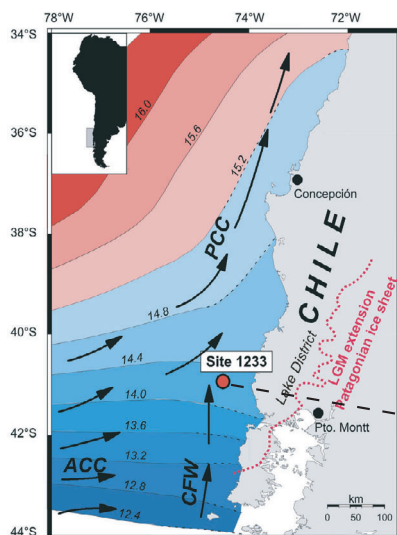 78°W 76°W 74°W 72°W
34°S
16.0
15.6
36°S
15.2
Concepción
PCC
38°S
CHILE
14.8
LGM extension
Patagonian ice sheet
40°S
14.4
Site 1233
Lake District
14.0
Pto. Montt
42°S
13.6
ACC
13.2
CFW
12.8
km
12.4
0 50 100
44°S